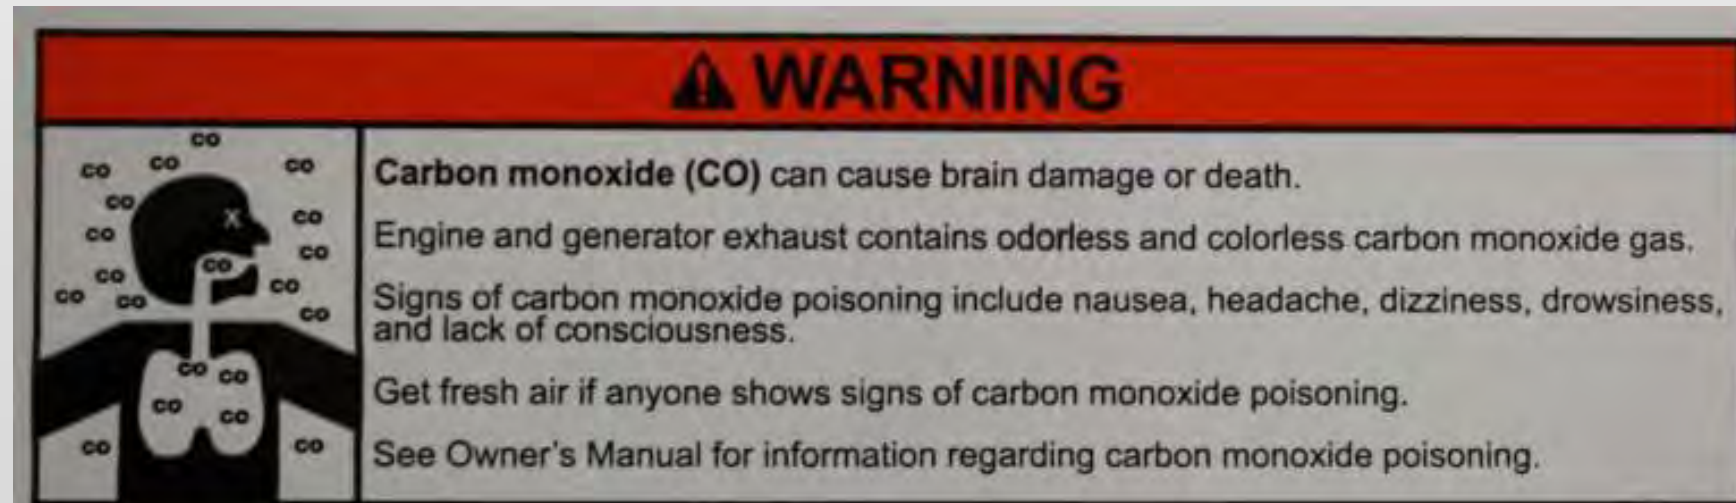 WARNING
CO
CO CO CO
CO
CO CO
CO CO
CO CO
CO CO CO
CO CO
CO CO
CO CO
CO CO
Carbon monoxide (CO) can cause brain damage or death.
Engine and generator exhaust contains odorless and colorless carbon monoxide gas.
Signs of carbon monoxide poisoning include nausea, headache, dizziness, drowsiness,
and lack of consciousness.
Get fresh air if anyone shows signs of carbon monoxide poisoning.
See Owner's Manual for information regarding carbon monoxide poisoning.